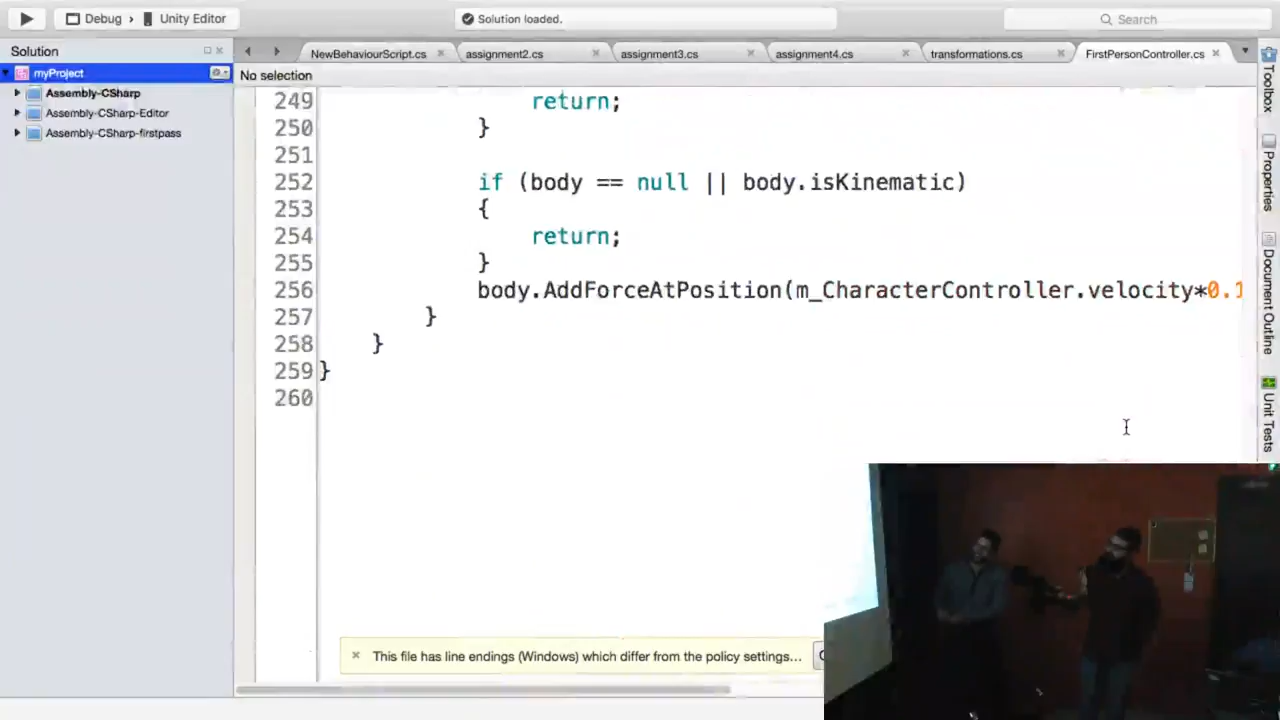 Debug
Unity Editor
Solution loaded.
Search
Solution
NewBehaviourScript.cs
assignment2.cs
assignment3.cs
assignment4.cs
transformations.cs
FirstPersonController.cs
myProject
No selection
Assembly-CSharp
Assembly-CSharp-Editor
Assembly-CSharp-firstpass
249 return;
250 }
251
252 if (body == null || body.isKinematic)
253 {
254 return;
255 }
256 body.AddForceAtPosition(m_CharacterController.velocity*0.1
257 }
258 }
259 }
260
This file has line endings (Windows) which differ from the policy settings...
Toolbox
Properties
Document Outline
Unit Tests